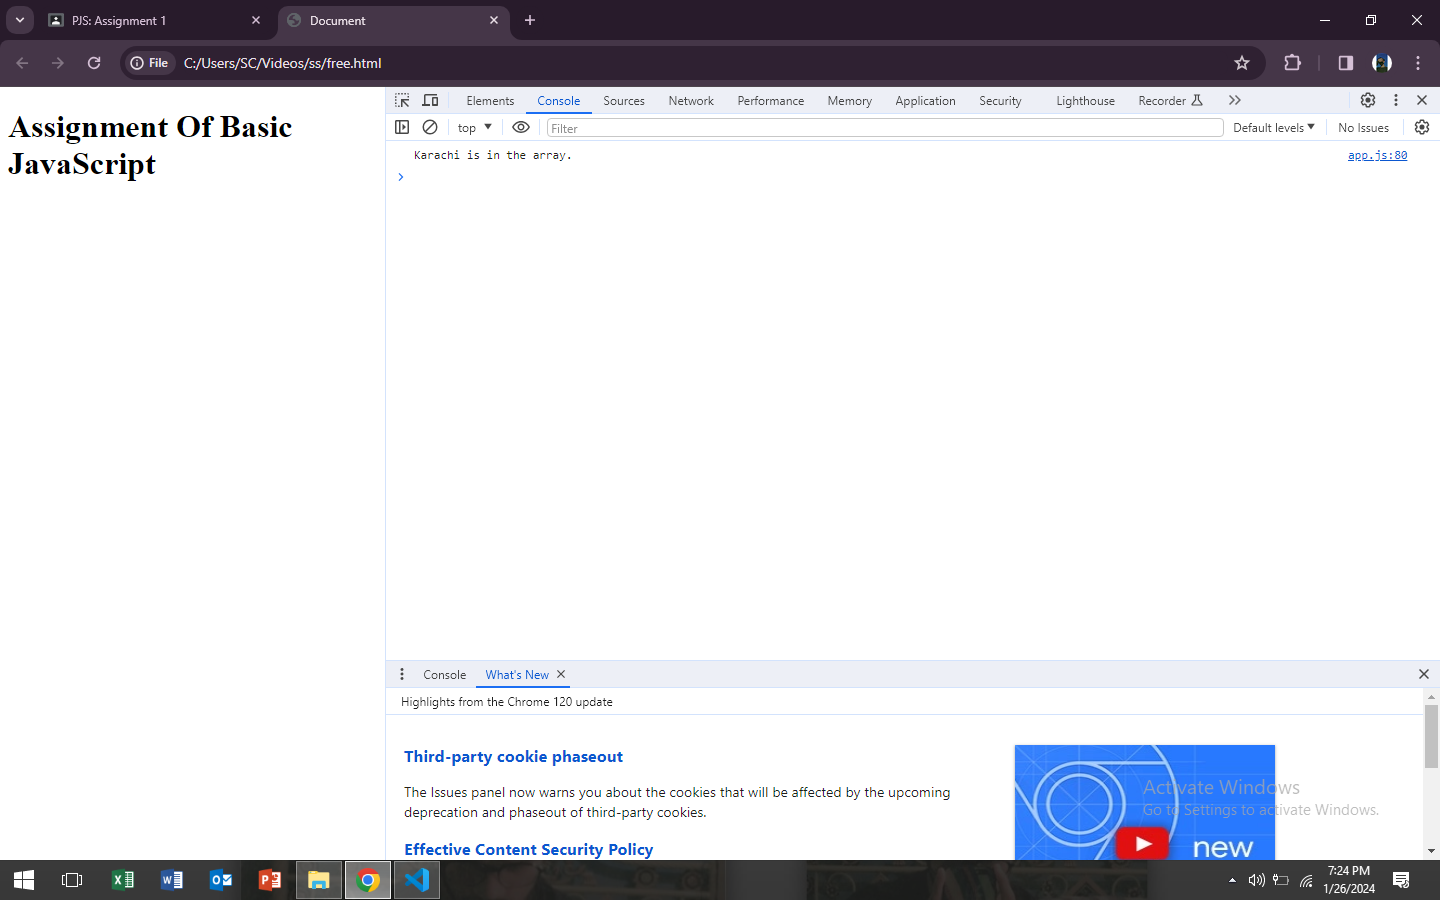 PJS: Assignment 1
Document
File
C:/Users/SC/Videos/ss/free.html
Assignment Of Basic
JavaScript
Elements Console Sources Network Performance Memory Application Security Lighthouse Recorder
top Filter Default levels No Issues
Karachi is in the array. app.js:80
Console What's New
Highlights from the Chrome 120 update
Third-party cookie phaseout
The Issues panel now warns you about the cookies that will be affected by the upcoming
deprecation and phaseout of third-party cookies.
Effective Content Security Policy
new
Activate Windows
Go to Settings to activate Windows.
7:24 PM
1/26/2024